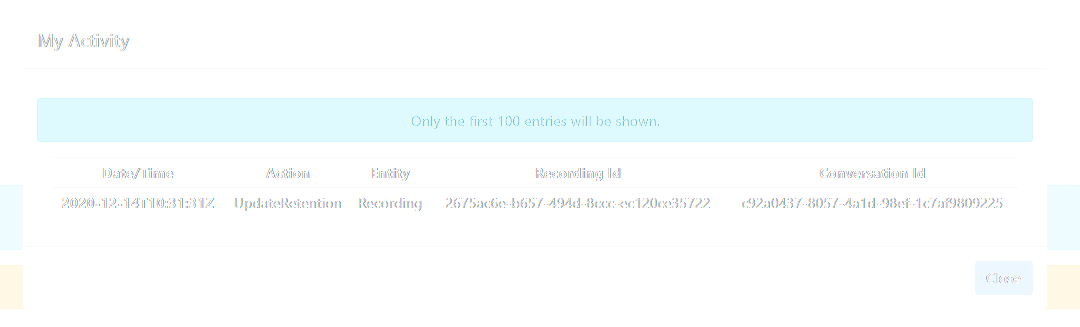 My Activity
Only the first 100 entries will be shown.
Date/Time Action Entity Recording Id Conversation Id
2020-12-14T10:31:31Z UpdateRetention Recording 2675ac6e-b657-494d-8ccc-ec120ce35722 c92a0437-8057-4a1d-98ef-1c7af9809225
Close